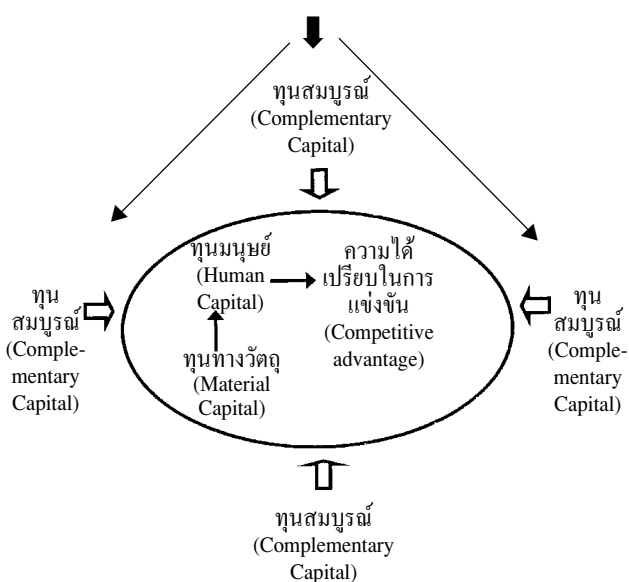 ทุนสมบูรณ์
(Complementary
Capital)
ทุนมนุษย์
(Human
Capital)
ความได้
เปรียบในการ
แข่งขัน
(Competitive
advantage)
ทุน
สมบูรณ์
(Comple-
mentary
Capital)
ทุนทางวัตถุ
(Material
Capital)
ทุน
สมบูรณ์
(Comple-
mentary
Capital)
ทุนสมบูรณ์
(Complementary
Capital)